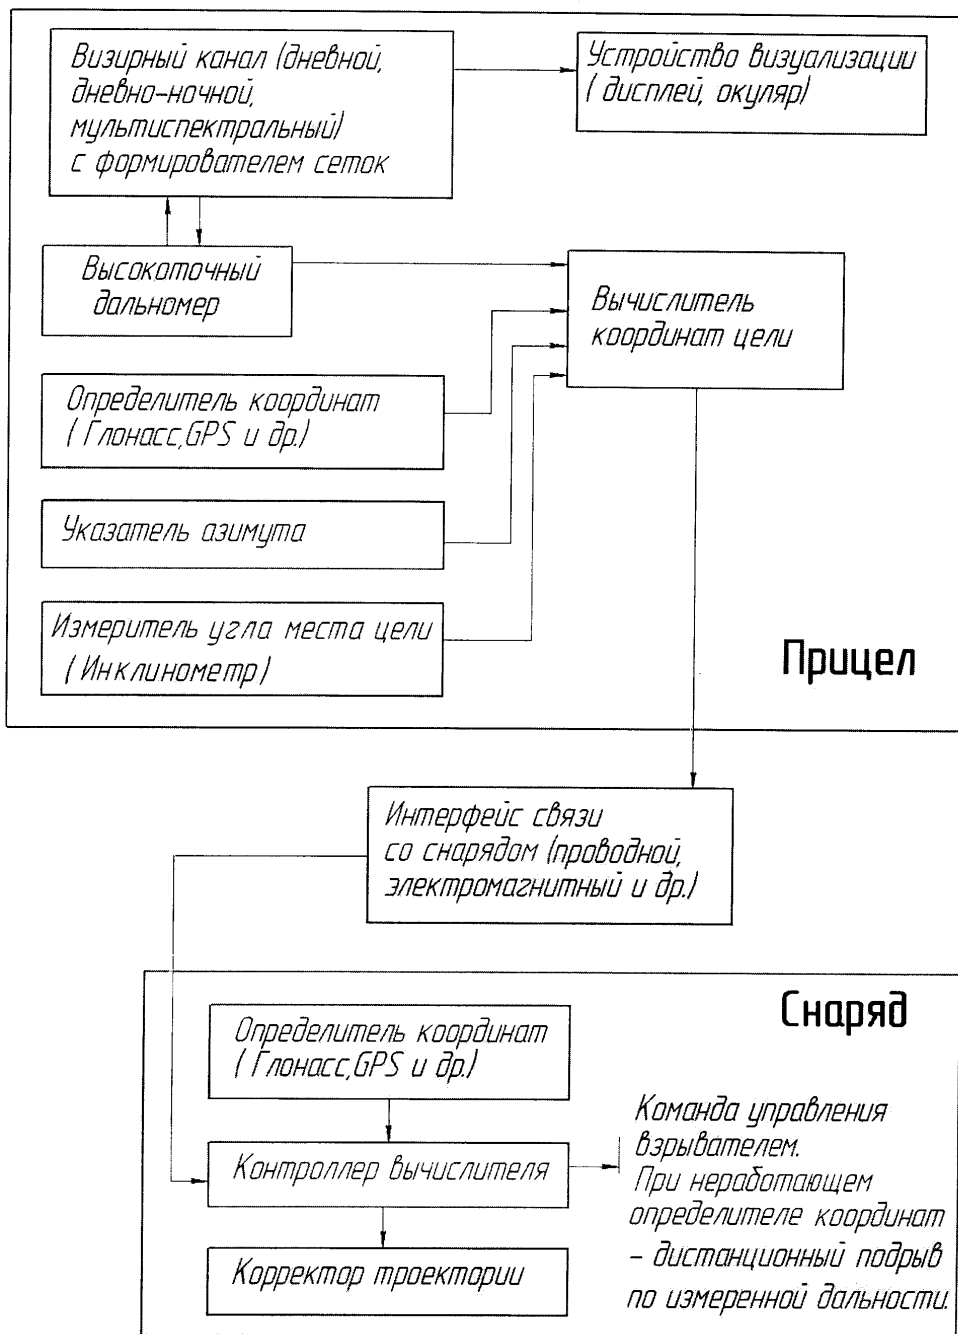 Визирный канал (дневной,
дневно-ночной,
мультиспектральный)
с формирователем сеток
Устройство визуализации
( дисплей, окуляр)
Высокоточный
дальномер
Вычислитель
координат цели
Определитель координат
( Глонасс,GPS и др.)
Указатель азимута
Измеритель угла места цели
( Инклинометр)
Прицел
Интерфейс связи
со снарядом (проводной,
электромагнитный и др.)
Снаряд
Определитель координат
( Глонасс,GPS и др.)
Контроллер вычислителя
Корректор троектории
Команда управления
взрывателем.
При неработающем
определителе координат
- дистанционный подрыв
по измеренной дальности.